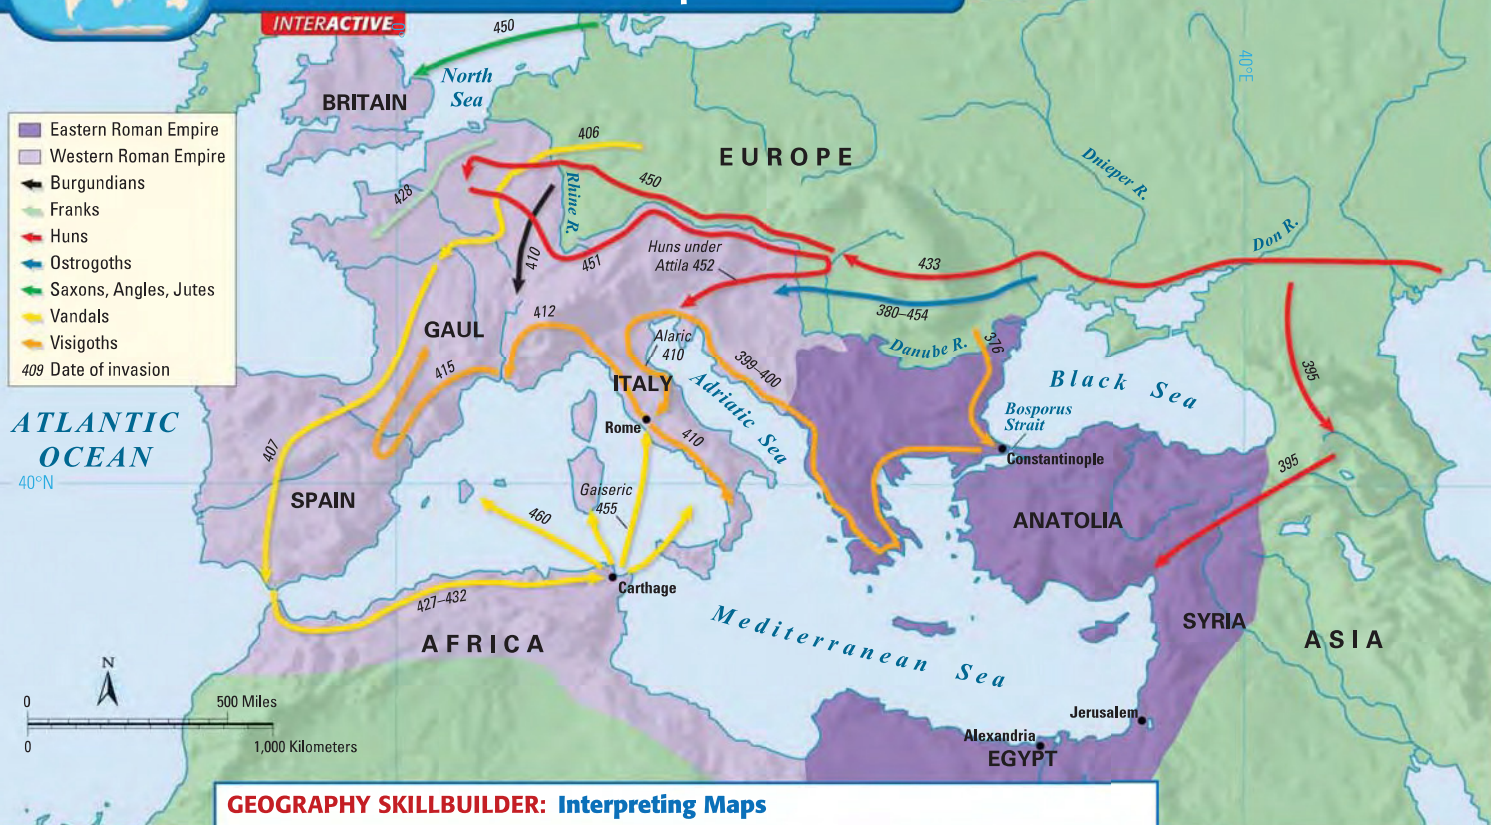 INTERACTIVE
450
North
Sea
BRITAIN
Eastern Roman Empire
Western Roman Empire
Burgundians
Franks
Huns
Ostrogoths
Saxons, Angles, Jutes
Vandals
Visigoths
409 Date of invasion
406
EUROPE
40°E
Dnieper R.
Don R.
Rhine R.
450
428
410
451
Huns under
Attila 452
433
380–454
412
GAUL
415
Alaric
410
399–400
Danube R.
376
395
ITALY
Adriatic Sea
Black Sea
Bosporus
Strait
ATLANTIC
OCEAN
Rome
410
Constantinople
395
407
40°N
SPAIN
Gaiseric
455
460
ANATOLIA
Carthage
427–432
AFRICA
Mediterranean Sea
SYRIA
ASIA
N
0
500 Miles
0
1,000 Kilometers
Jerusalem
Alexandria
EGYPT
GEOGRAPHY SKILLBUILDER: Interpreting Maps